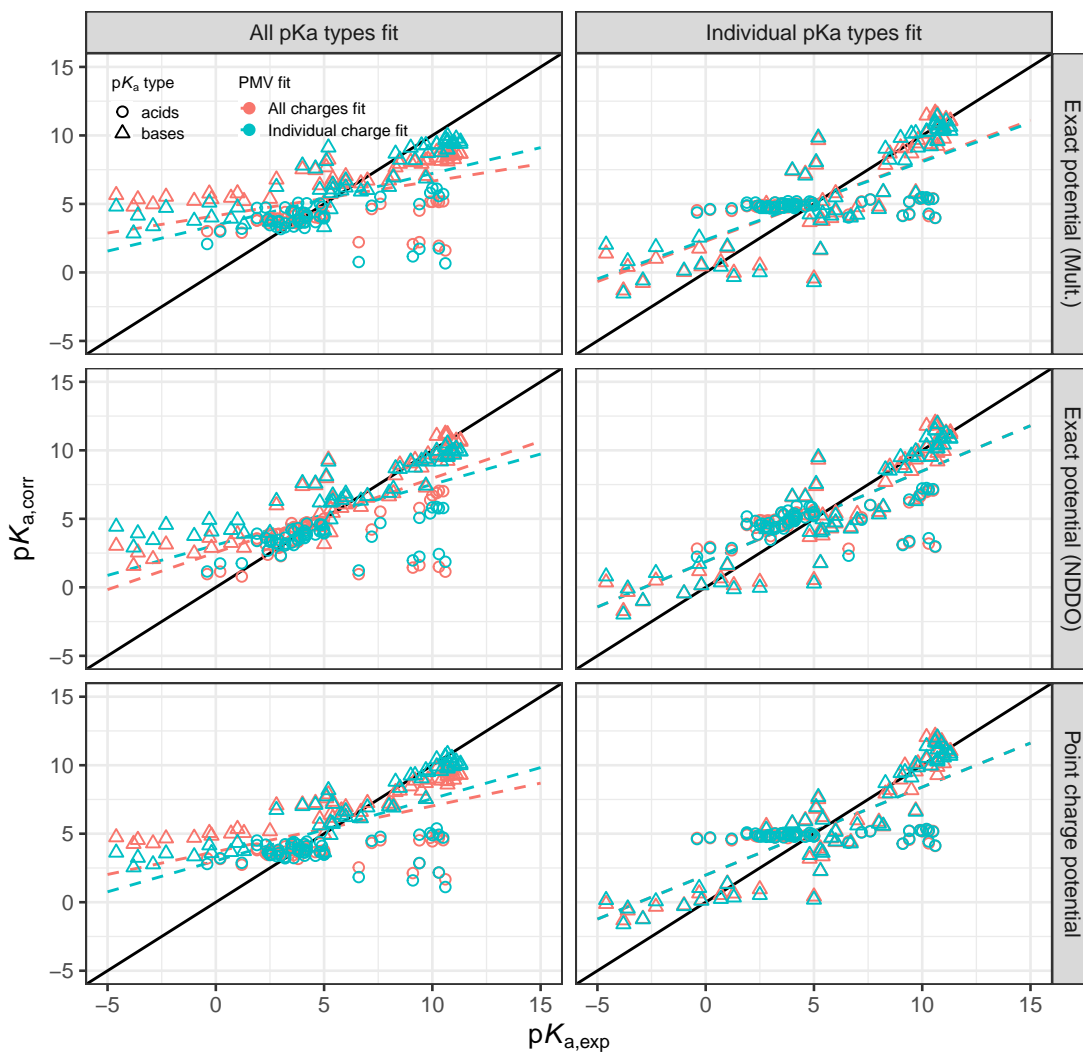 All pKa types fit
Individual pKa types fit
pKa type
acids
bases
PMV fit
All charges fit
Individual charge fit
15
10
5
0
−5
Exact potential (Mult.)
15
10
5
0
−5
Exact potential (NDDO)
15
10
5
0
−5
Point charge potential
pKa,corr
−5 0 5 10 15
−5 0 5 10 15
pKa,exp